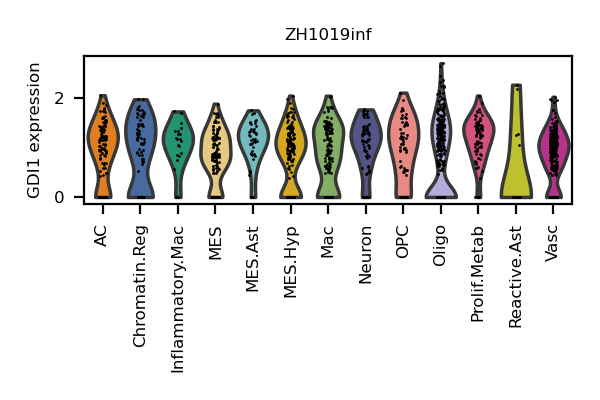 ZH1019inf
GDI1 expression
2
0
AC
Chromatin.Reg
Inflammatory.Mac
MES
MES.Ast
MES.Hyp
Mac
Neuron
OPC
Oligo
Prolif.Metab
Reactive.Ast
Vasc